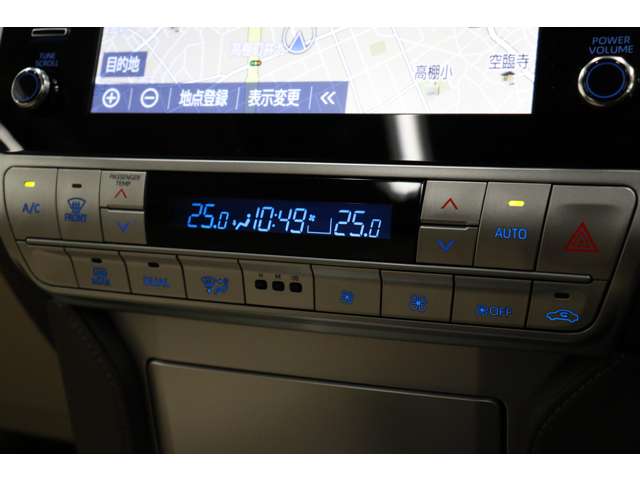 TUNE
SCROLL
POWER
VOLUME
目的地
高棚小
空臨寺
地点登録
表示変更
A/C
FRONT
PASSENGER
TEMP
25.0
10:49
25.0
AUTO
REAR
DUAL
OFF